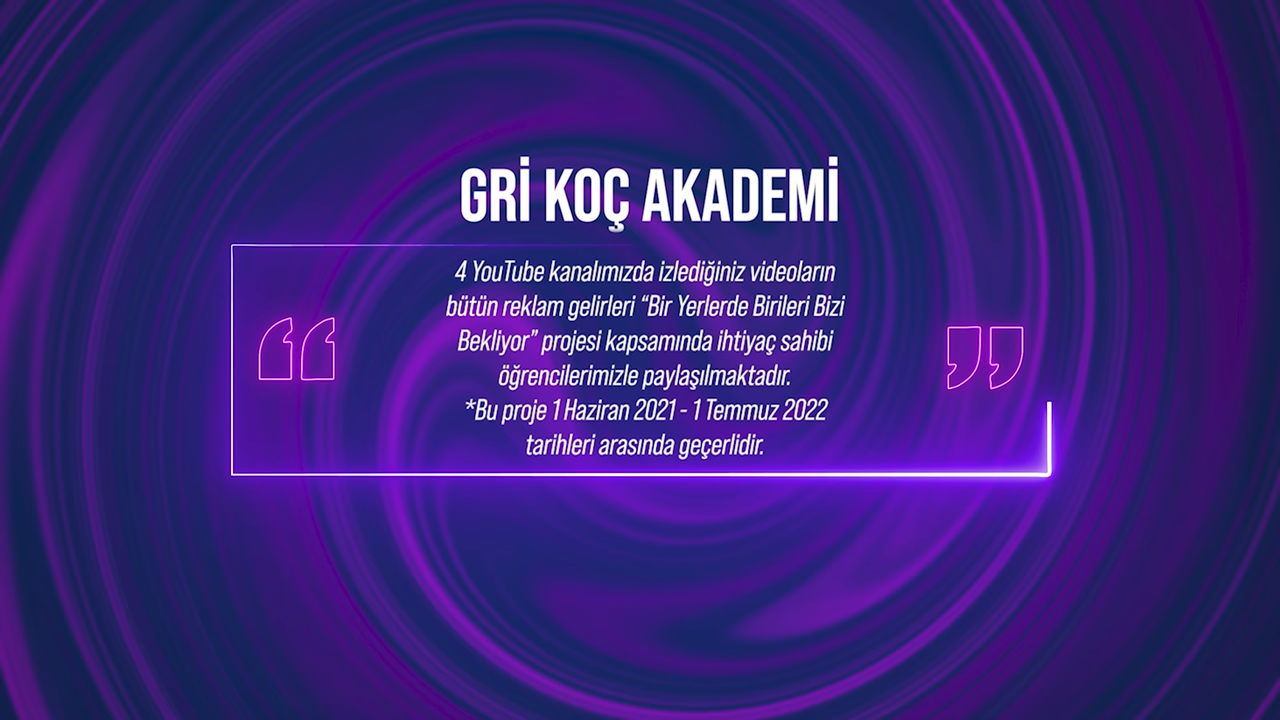 GRİ KOÇ AKADEMİ
4 YouTube kanalımızda izlediğiniz videoların
bütün reklam gelirleri “Bir Yerlerde Birileri Bizi
Bekliyor” projesi kapsamında ihtiyaç sahibi
öğrencilerimizle paylaşılmaktadır.
*Bu proje 1 Haziran 2021 - 1 Temmuz 2022
tarihleri arasında geçerlidir.